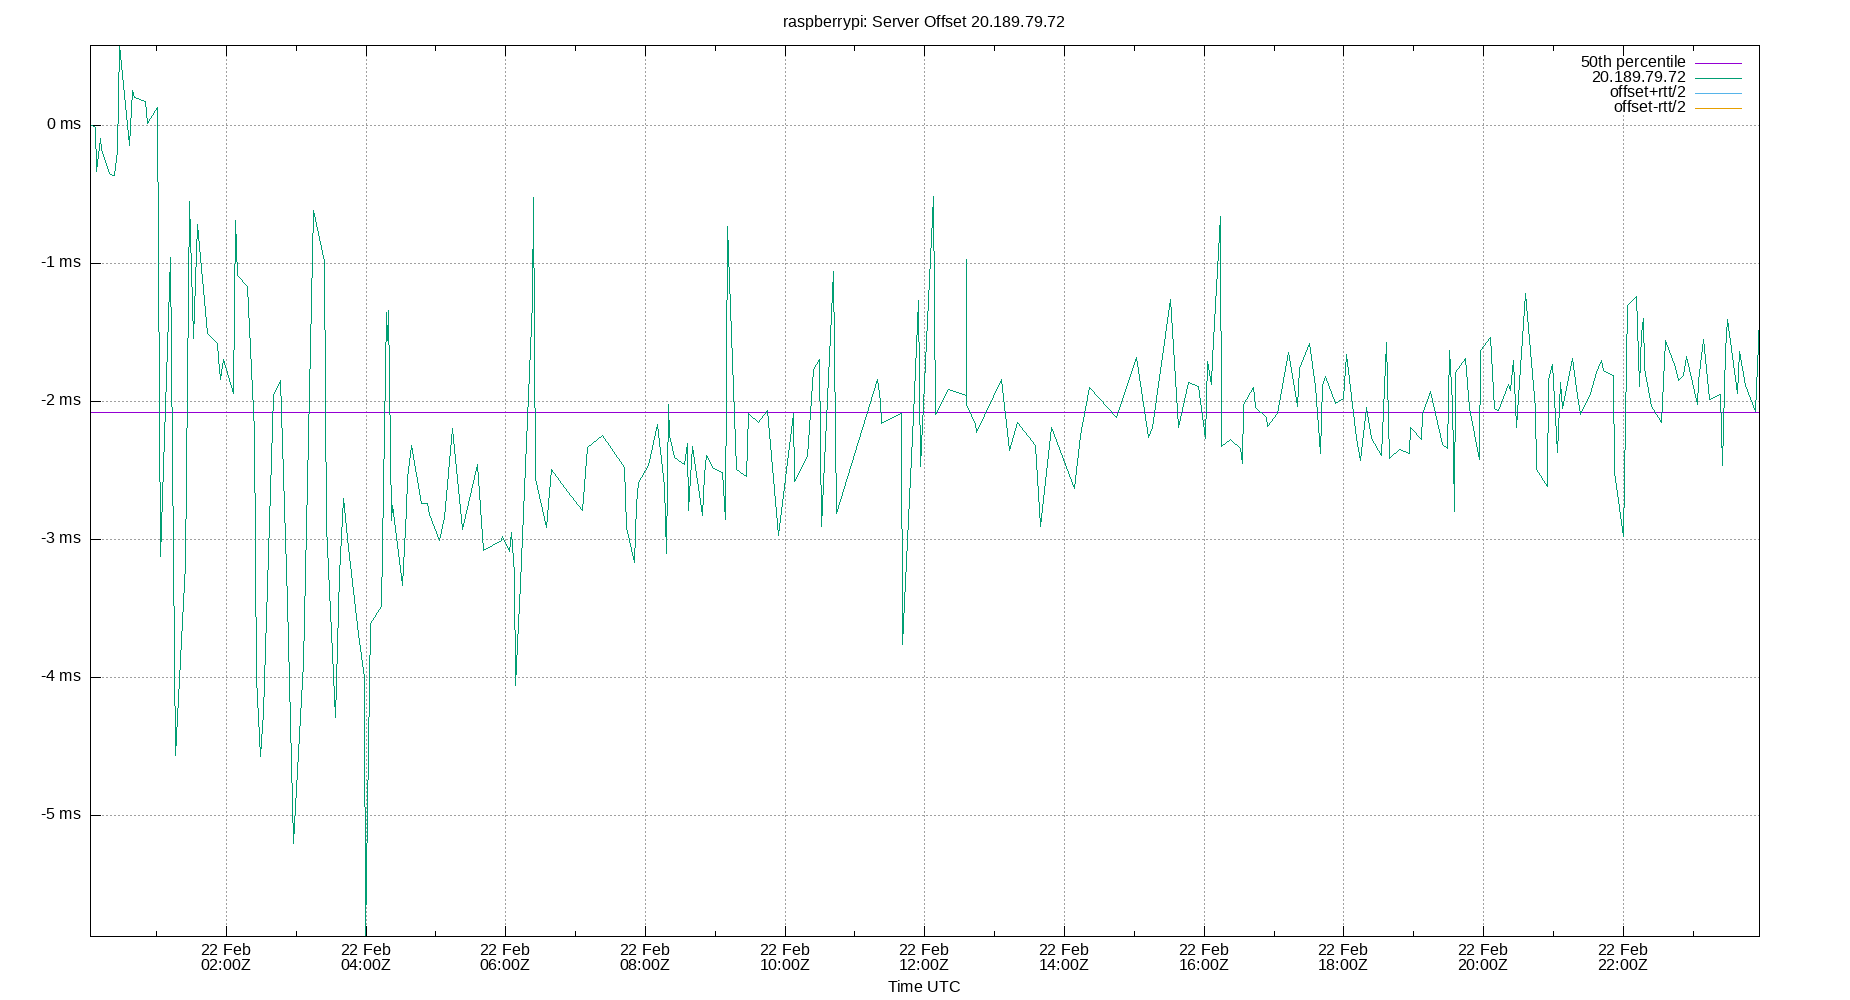 raspberrypi: Server Offset 20.189.79.72
50th percentile
20.189.79.72
offset+rtt/2
offset-rtt/2
0 ms
-1 ms
-2 ms
-3 ms
-4 ms
-5 ms
22 Feb 22 Feb 22 Feb 22 Feb 22 Feb 22 Feb 22 Feb 22 Feb 22 Feb 22 Feb 22 Feb
02:00Z 04:00Z 06:00Z 08:00Z 10:00Z 12:00Z 14:00Z 16:00Z 18:00Z 20:00Z 22:00Z
Time UTC